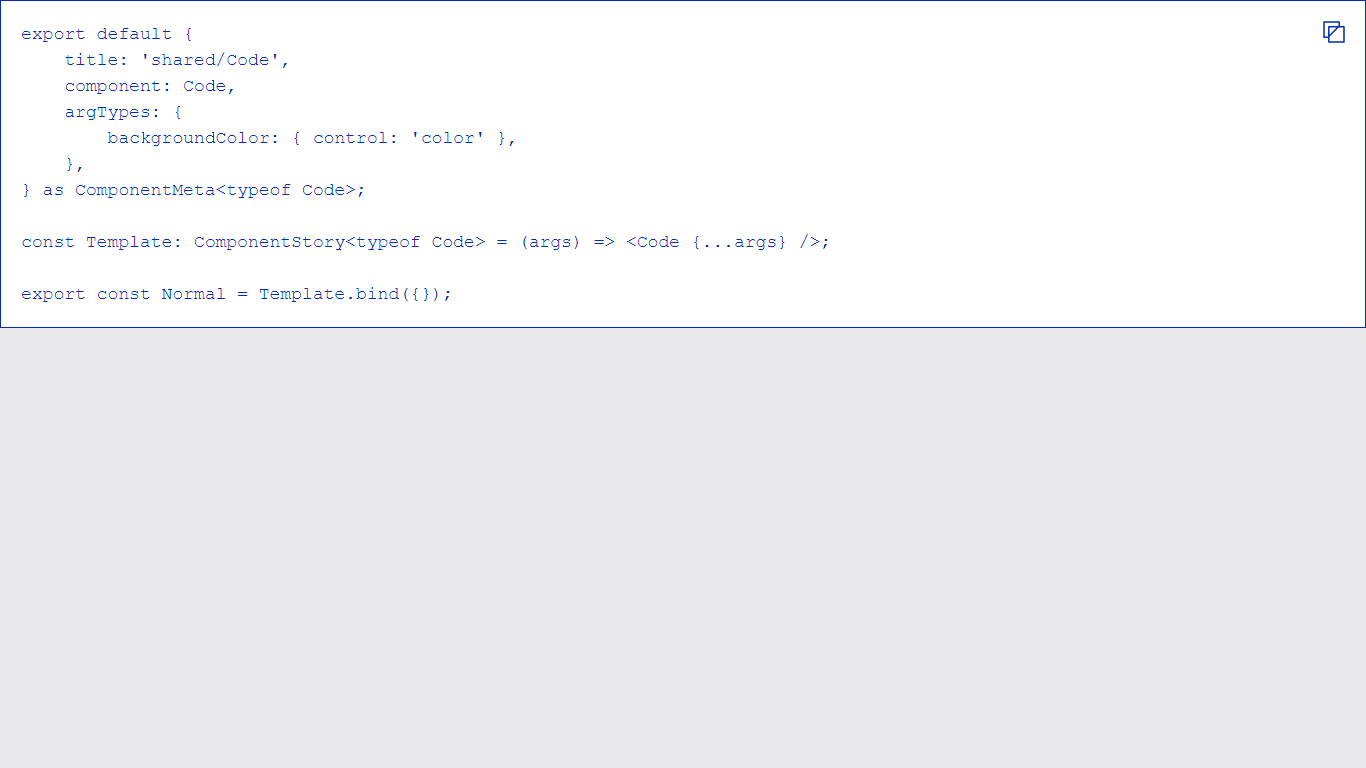 export default {
    title: 'shared/Code',
    component: Code,
    argTypes: {
        backgroundColor: { control: 'color' },
    },
} as ComponentMeta<typeof Code>;

const Template: ComponentStory<typeof Code> = (args) => <Code {...args} />;

export const Normal = Template.bind({});